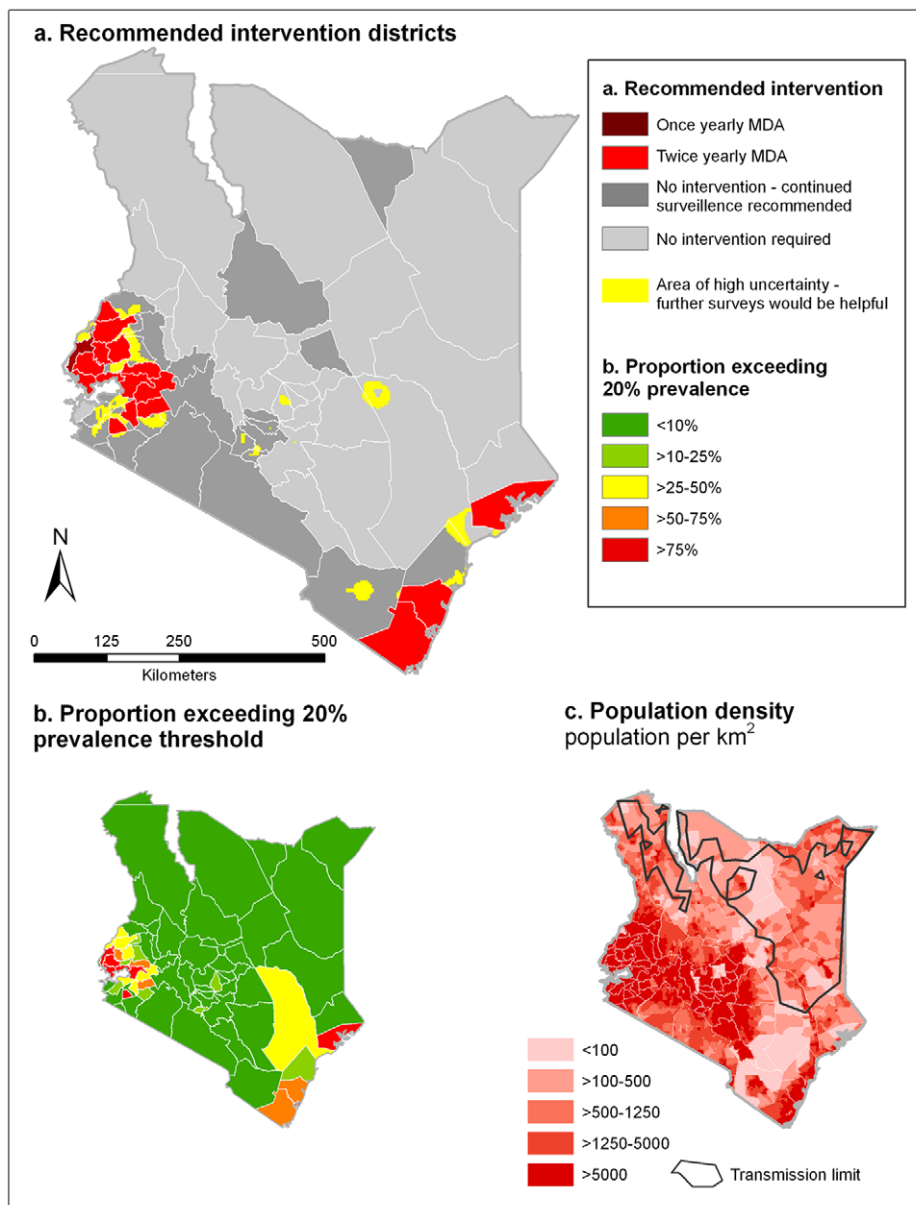 a. Recommended intervention districts
a. Recommended intervention
Once yearly MDA
Twice yearly MDA
No intervention - continued
surveillence recommended
No intervention required
Area of high uncertainty -
further surveys would be helpful
b. Proportion exceeding
20% prevalence
<10%
>10-25%
>25-50%
>50-75%
>75%
N
0 125 250 500
Kilometers
b. Proportion exceeding 20%
prevalence threshold
c. Population density
population per km²
<100
>100-500
>500-1250
>1250-5000
>5000
Transmission limit